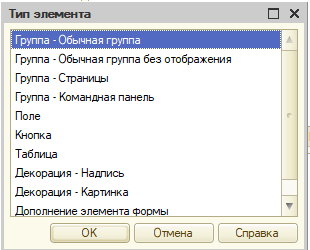 Тип элемента
Группа - Обычная группа
Группа - Обычная группа без отображения
Группа - Страницы
Группа - Командная панель
Поле
Кнопка
Таблица
Декорация - Надпись
Декорация - Картинка
Дополнение элемента формы
OK
Отмена
Справка